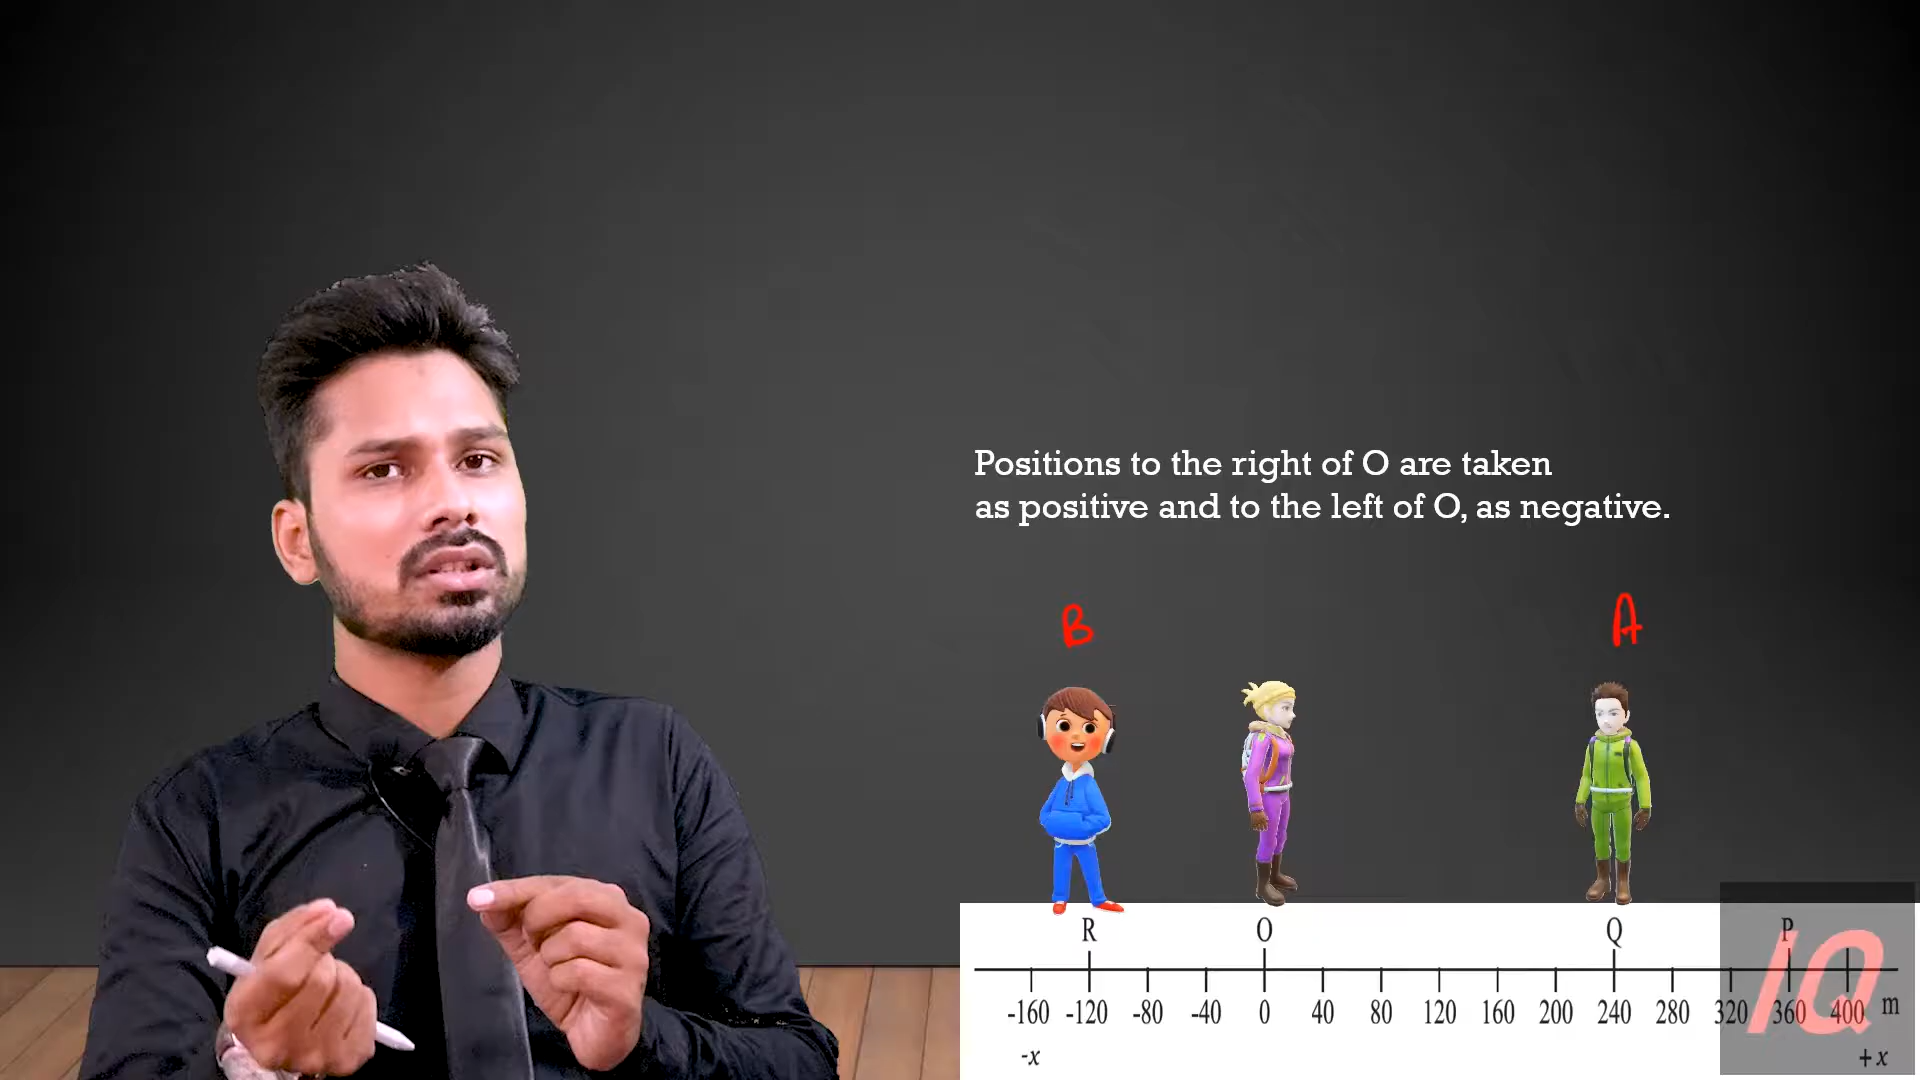 Positions to the right of O are taken
as positive and to the left of O, as negative.
B A
R O Q P
-160 -120 -80 -40 0 40 80 120 160 200 240 280 320 360 400 m
-x +x
IQ